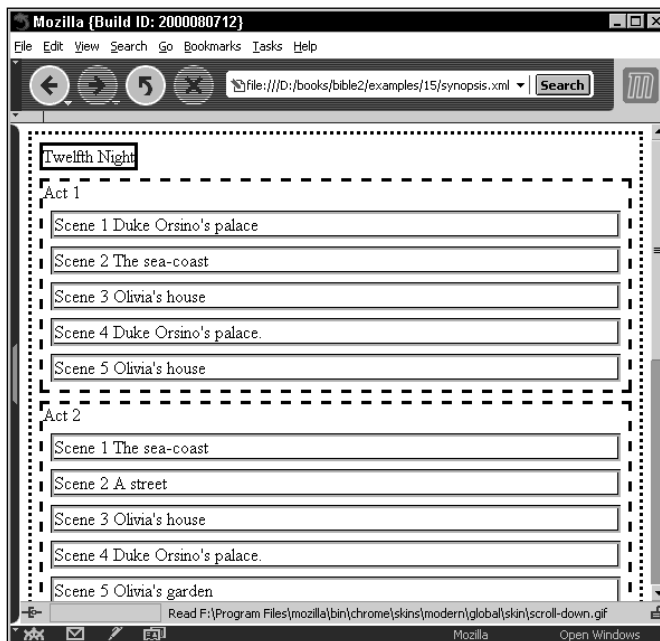 Mozilla {Build ID: 2000080712}
File Edit View Search Go Bookmarks Tasks Help
file:///D:/books/bible2/examples/15/synopsis.xml Search
Twelfth Night
Act 1
Scene 1 Duke Orsino's palace
Scene 2 The sea-coast
Scene 3 Olivia's house
Scene 4 Duke Orsino's palace.
Scene 5 Olivia's house
Act 2
Scene 1 The sea-coast
Scene 2 A street
Scene 3 Olivia's house
Scene 4 Duke Orsino's palace.
Scene 5 Olivia's garden
Read F:\Program Files\mozilla\bin\chrome\skins\modern\global\skin\scroll-down.gif
Mozilla Open Windows